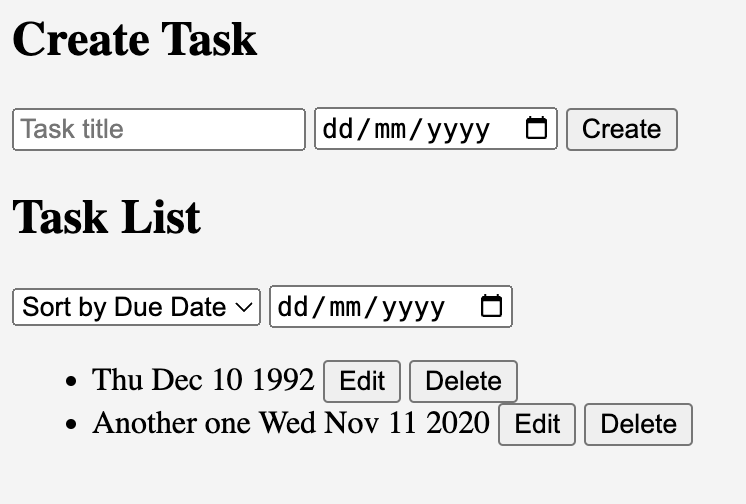 Create Task
Task title dd/mm/yyyy Create
Task List
Sort by Due Date dd/mm/yyyy
Thu Dec 10 1992 Edit Delete
Another one Wed Nov 11 2020 Edit Delete